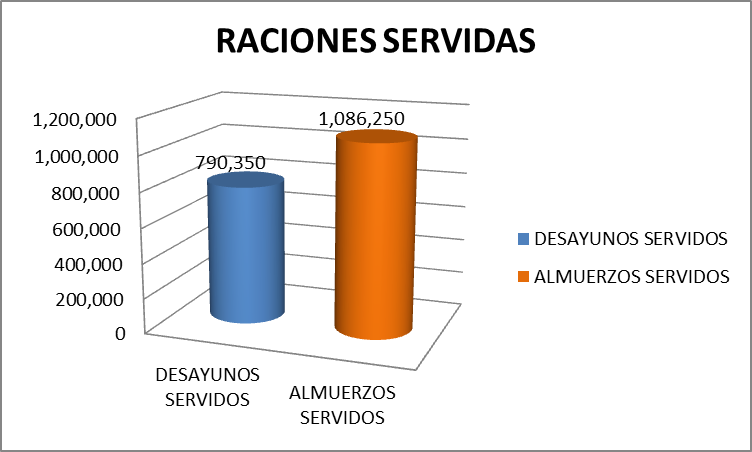 RACIONES SERVIDAS
1,200,000
1,000,000
800,000
600,000
400,000
200,000
0
790,350
1,086,250
DESAYUNOS
SERVIDOS
ALMUERZOS
SERVIDOS
DESAYUNOS SERVIDOS
ALMUERZOS SERVIDOS